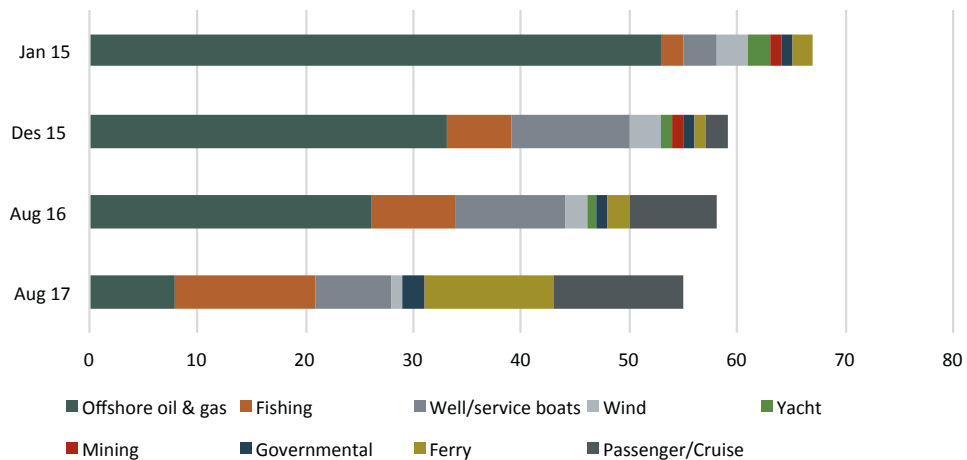 Jan 15
Des 15
Aug 16
Aug 17
0 10 20 30 40 50 60 70 80
Offshore oil & gas Fishing Well/service boats Wind Yacht
Mining Governmental Ferry Passenger/Cruise